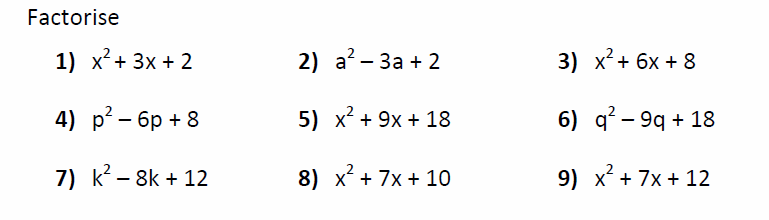 Factorise
1) x² + 3x + 2 2) a² – 3a + 2 3) x² + 6x + 8
4) p² – 6p + 8 5) x² + 9x + 18 6) q² – 9q + 18
7) k² – 8k + 12 8) x² + 7x + 10 9) x² + 7x + 12